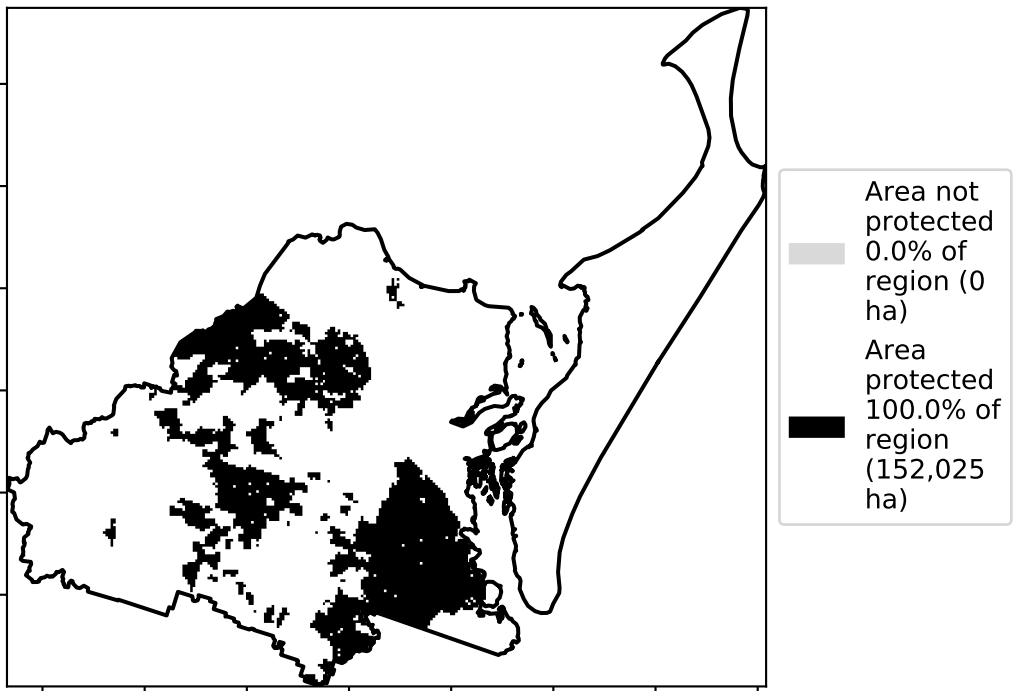 Area not
protected
0.0% of
region (0
ha)
Area
protected
100.0% of
region
(152,025
ha)